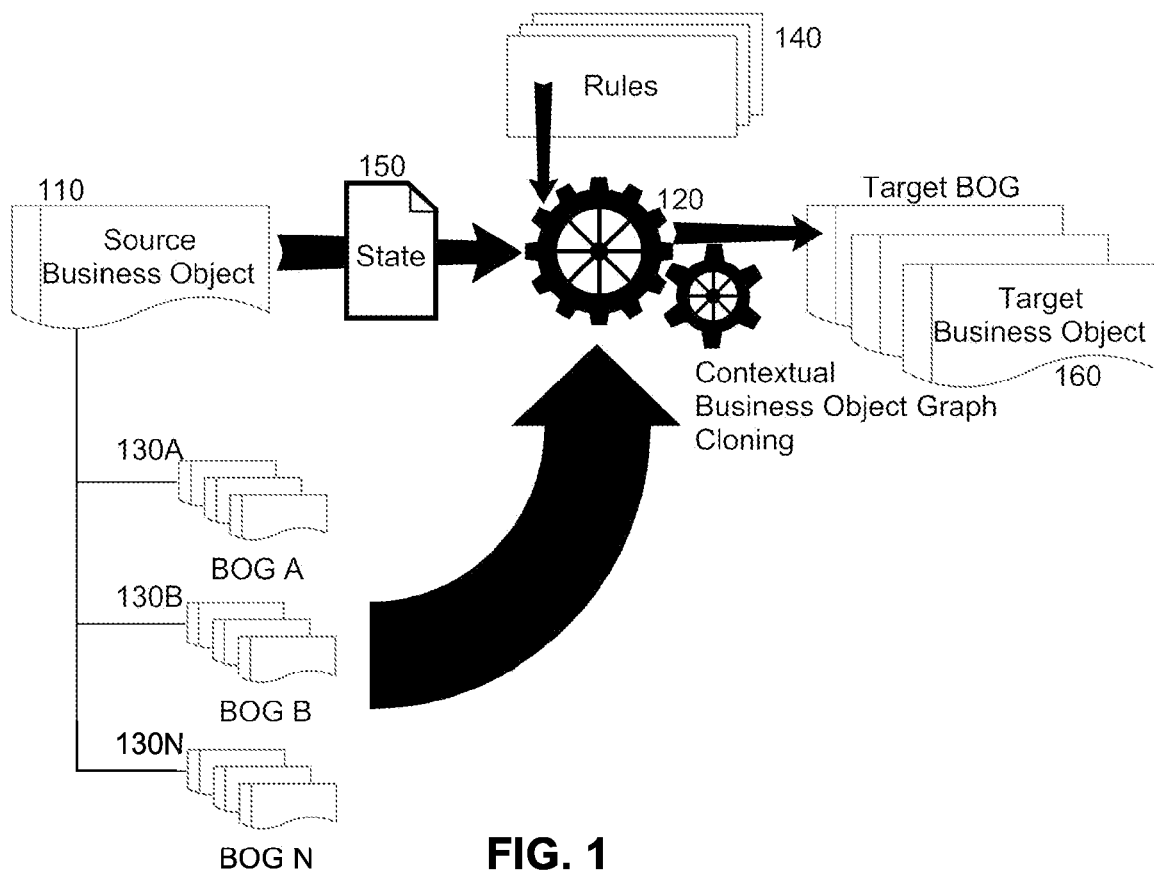 140
Rules
150
110
Source
Business Object
State
120
Target BOG
Target
Business Object
160
Contextual
Business Object Graph
Cloning
130A
BOG A
130B
BOG B
130N
BOG N
FIG. 1